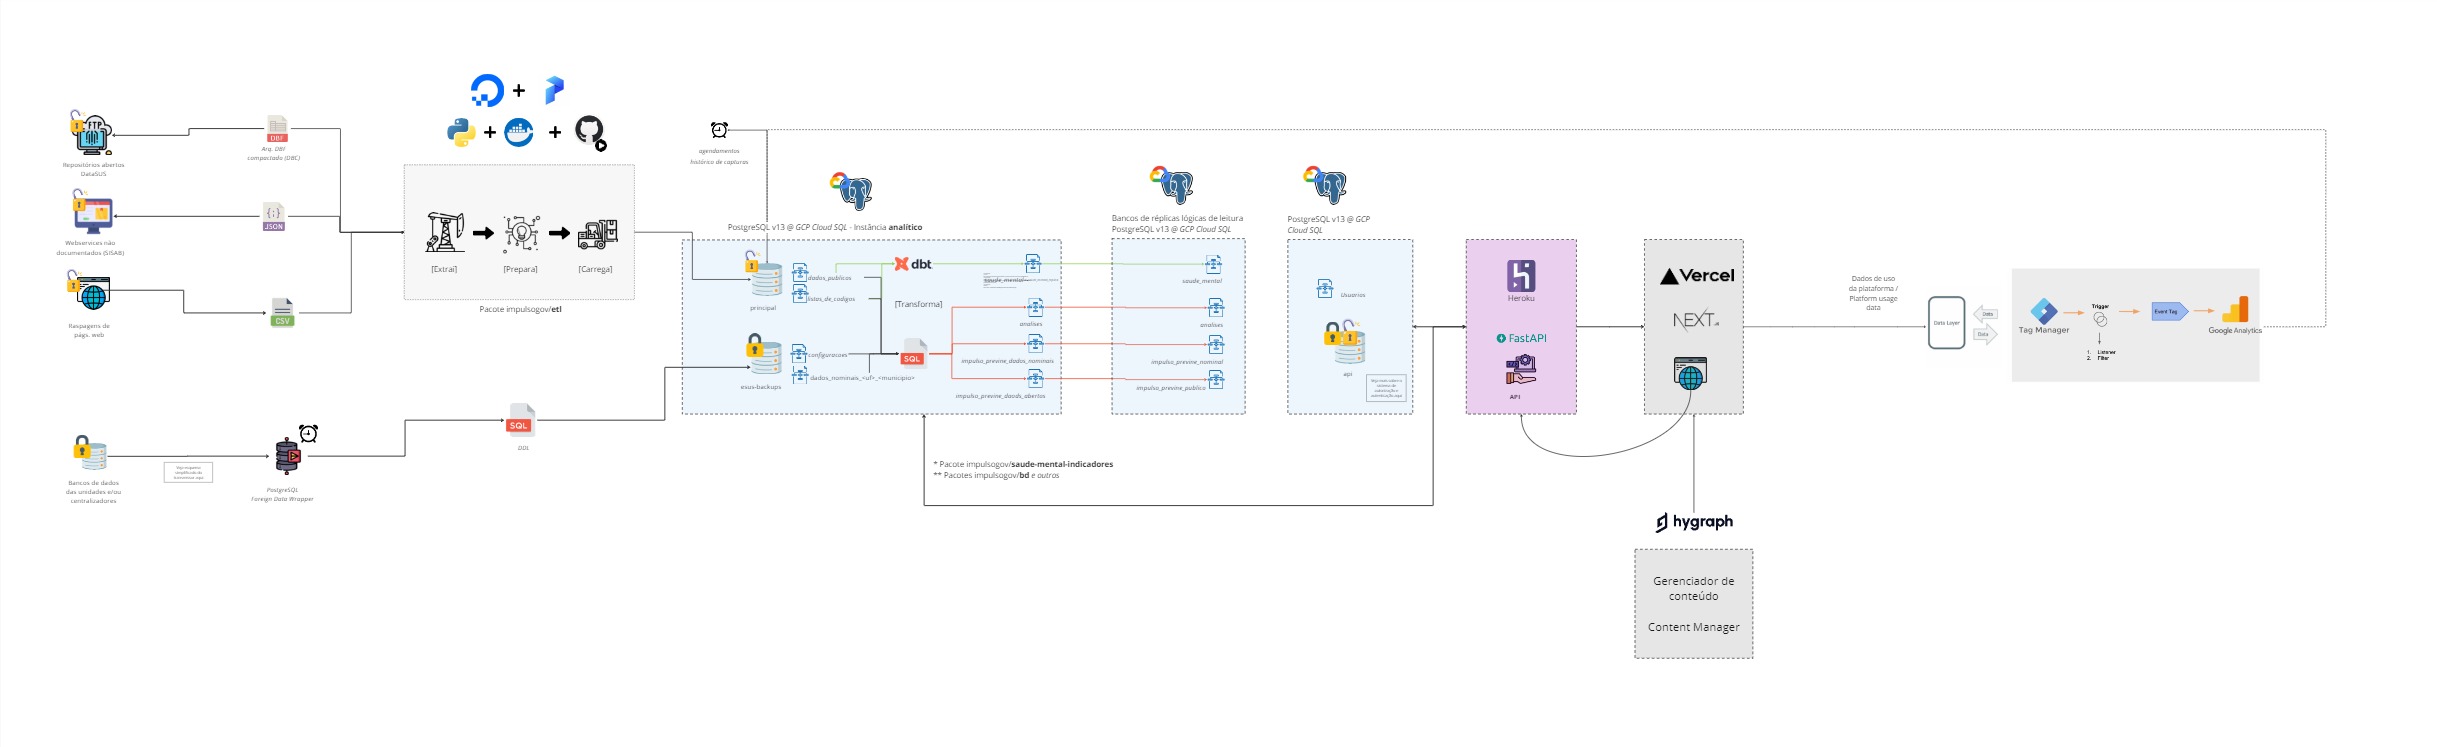 FTP
Repositórios abertos
DataSUS
DBF
Arq. DBF
compactado (DBC)
Webservices não
documentados (SISAB)
{;}
JSON
Raspagens de
págs. web
CSV
[Extrai]
[Prepara]
[Carrega]
Pacote impulsogov/etl
Bancos de dados
das unidades e/ou
centralizadores
PostgreSQL
Foreign Data Wrapper
SQL
DDL
agendamentos
histórico de capturas
PostgreSQL v13 @ GCP Cloud SQL - Instância analítico
principal
dados_publicos
listas_de_codigos
dbt
[Transforma]
saude_mental
analises
esus-backups
configuracoes
dados_nominais_<uf>_<municipio>
SQL
impulso_previne_dados_nominais
impulso_previne_daods_abertos
* Pacote impulsogov/saude-mental-indicadores
** Pacotes impulsogov/bd e outros
Bancos de réplicas lógicas de leitura
PostgreSQL v13 @ GCP Cloud SQL
saude_mental
analises
impulso_previne_nominal
impulso_previne_publico
PostgreSQL v13 @ GCP
Cloud SQL
Usuarios
api
Heroku
FastAPI
API
Vercel
NEXT.JS
hygraph
Gerenciador de
conteúdo
Content Manager
Dados de uso
da plataforma /
Platform usage
data
Data Layer
Data
Data
Tag Manager
Trigger
1. Listener
2. Filter
Event Tag
Google Analytics